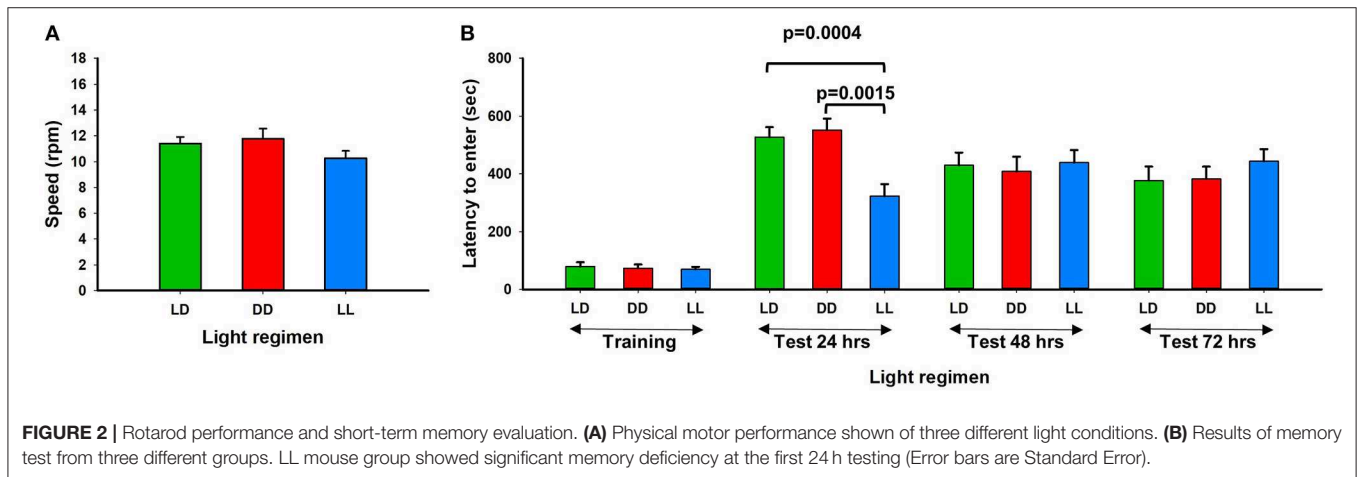 A
18
16
14
12
10
8
6
4
2
0
Speed (rpm)
LD DD LL
Light regimen
B
p=0.0004
p=0.0015
800
600
400
200
0
Latency to enter (sec)
LD DD LL LD DD LL LD DD LL LD DD LL
Training Test 24 hrs Test 48 hrs Test 72 hrs
Light regimen
FIGURE 2 | Rotarod performance and short-term memory evaluation. (A) Physical motor performance shown of three different light conditions. (B) Results of memory
test from three different groups. LL mouse group showed significant memory deficiency at the first 24 h testing (Error bars are Standard Error).